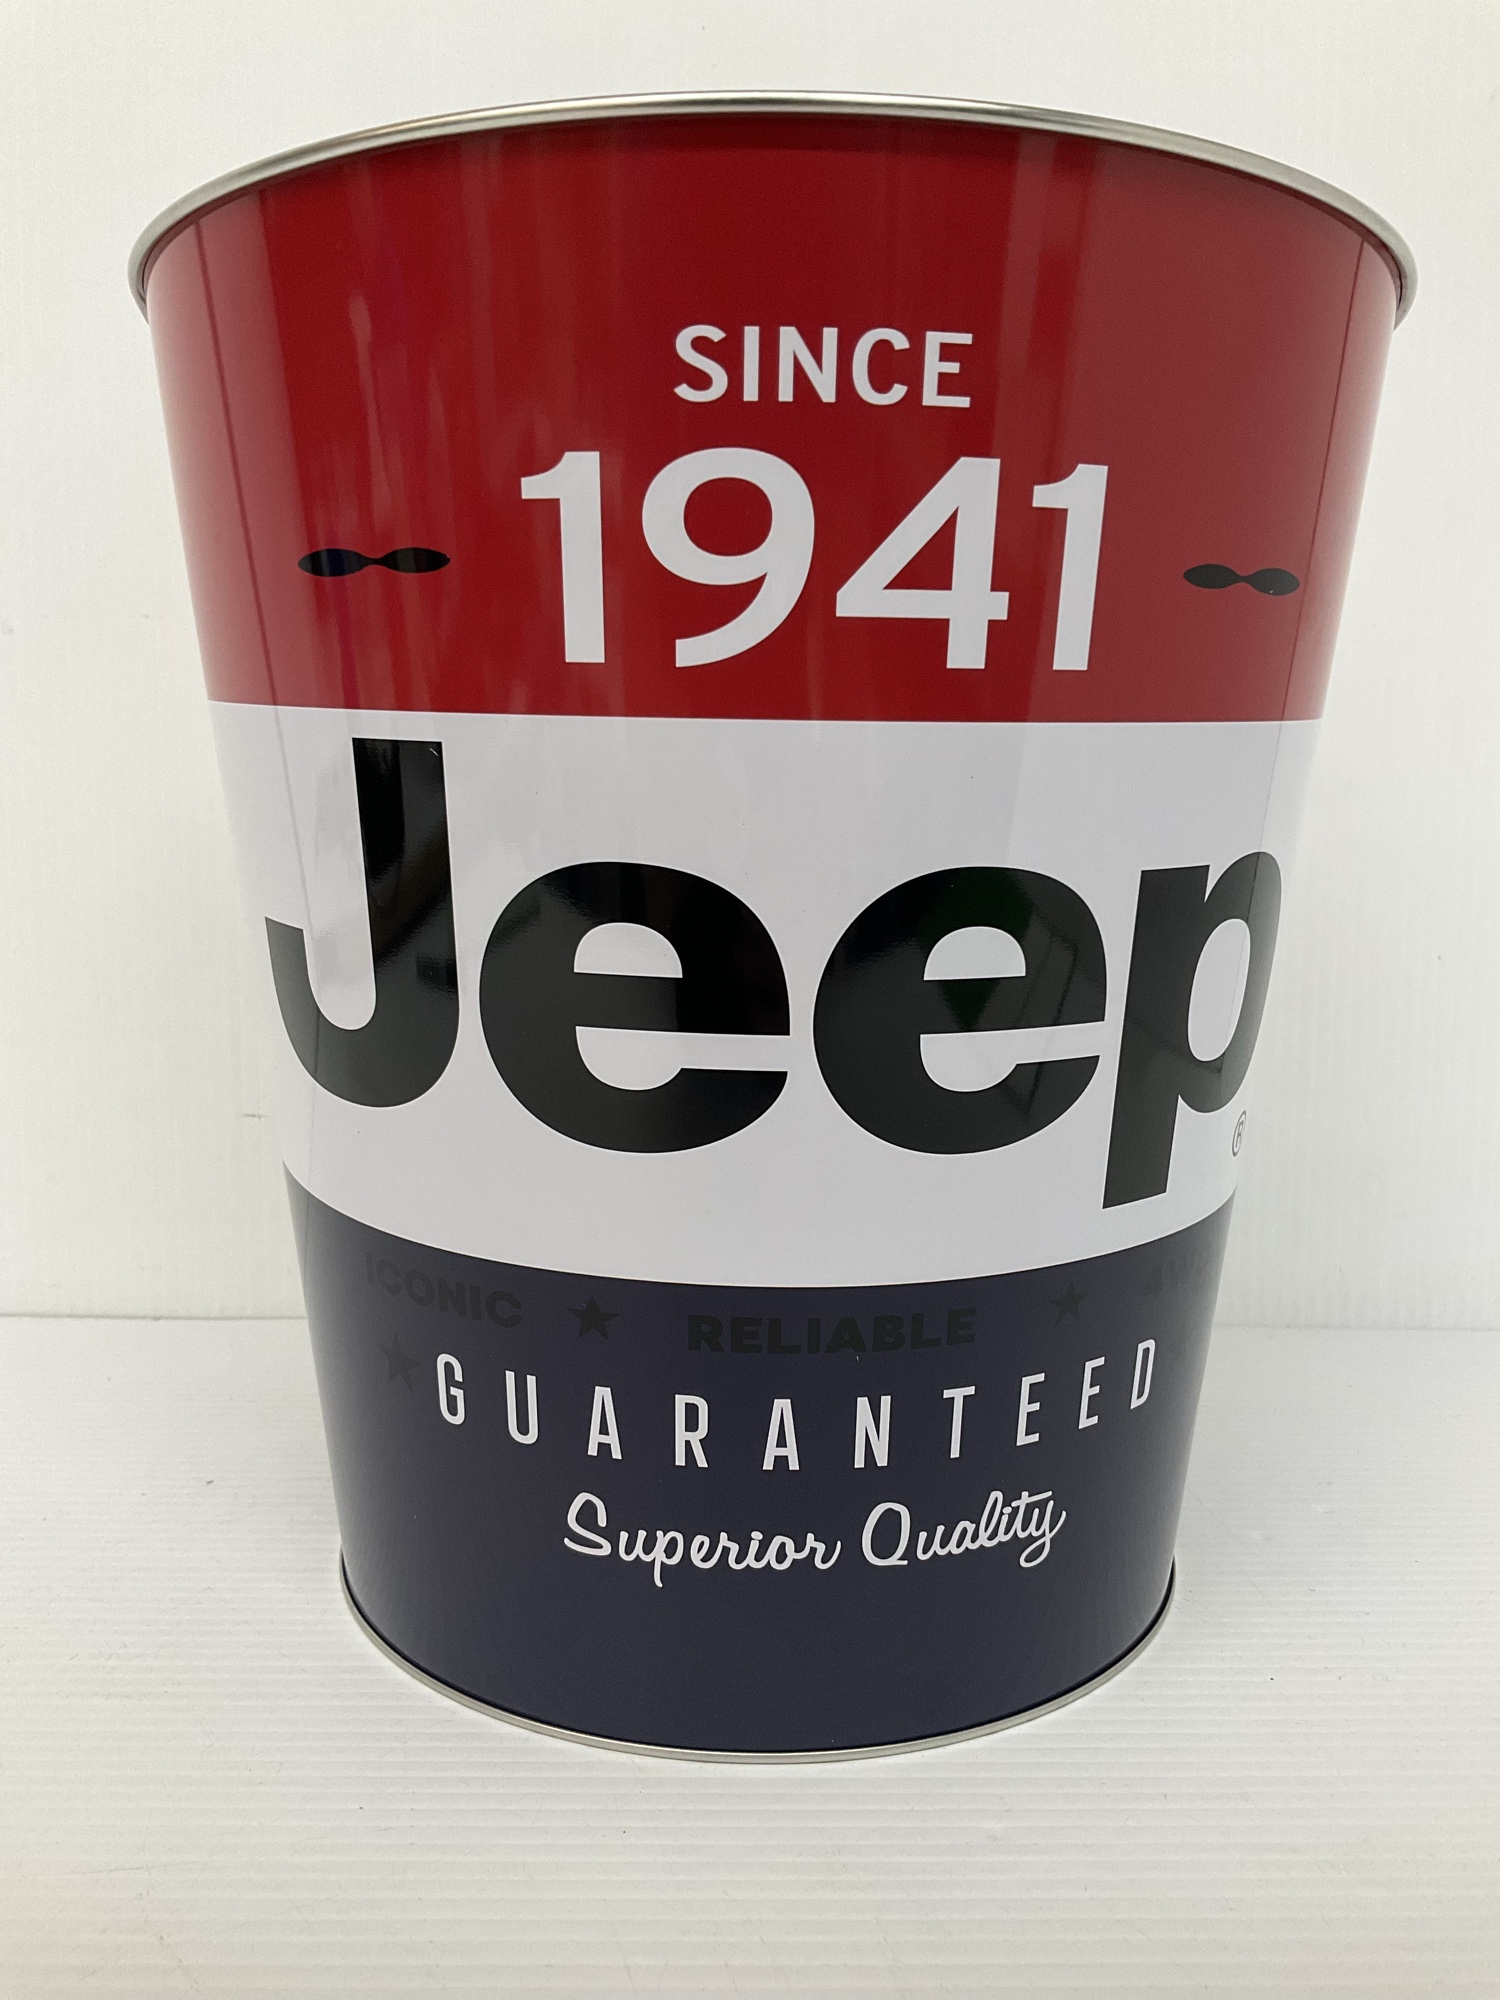 SINCE
1941
Jeep
®
ICONIC ★ RELIABLE ★
★ GUARANTEED
Superior Quality